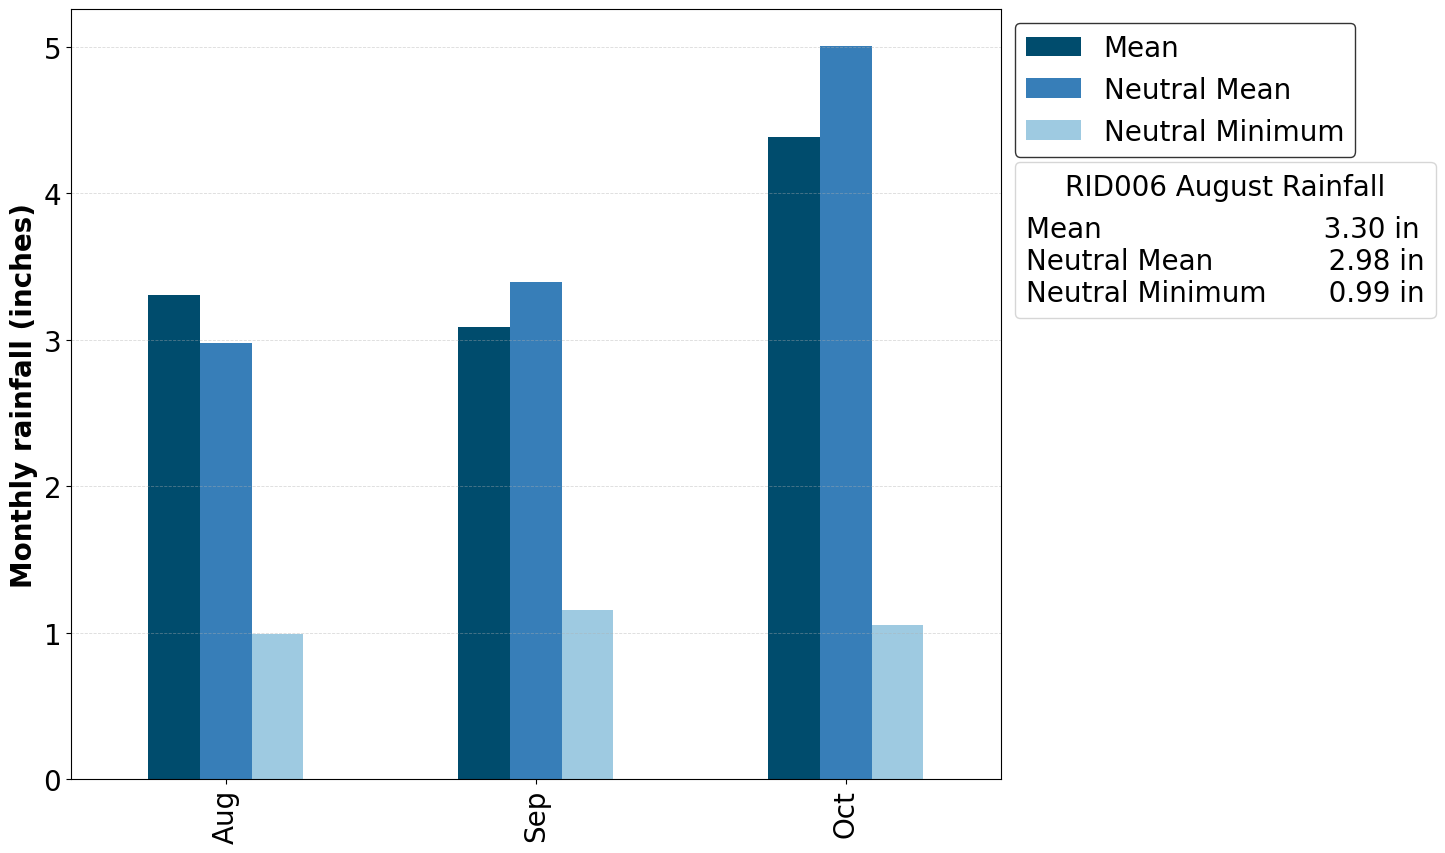 Monthly rainfall (inches)
5
4
3
2
1
0
Aug
Sep
Oct
Mean
Neutral Mean
Neutral Minimum
RID006 August Rainfall
Mean 3.30 in
Neutral Mean 2.98 in
Neutral Minimum 0.99 in